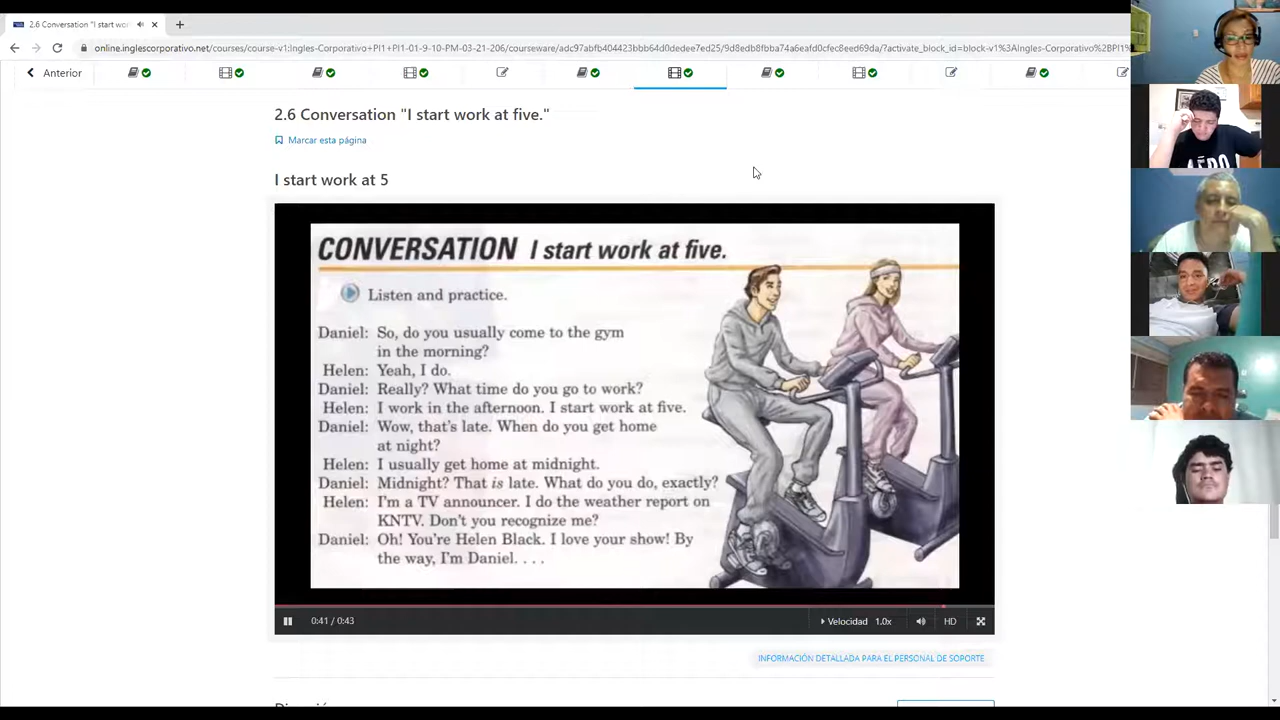 2.6 Conversation "I start w
online.inglescorporativo.net/courses/course-v1:Ingles-Corporativo+PI1+PI1-01-9-10-PM-03-21-206/courseware/adc97abfb404423bbb64d0dedee7ed25/9d8edb8fbba74a6eafd0cfec8eed69da/?activate_block_id=block-v1%3AIngles-Corporativo%2BPI1%
Anterior
2.6 Conversation "I start work at five."
Marcar esta página
I start work at 5
CONVERSATION I start work at five.
Listen and practice.
Daniel: So, do you usually come to the gym
in the morning?
Helen: Yeah, I do.
Daniel: Really? What time do you go to work?
Helen: I work in the afternoon. I start work at five.
Daniel: Wow, that's late. When do you get home
at night?
Helen: I usually get home at midnight.
Daniel: Midnight? That is late. What do you do, exactly?
Helen: I'm a TV announcer. I do the weather report on
KNTV. Don't you recognize me?
Daniel: Oh! You're Helen Black. I love your show! By
the way, I'm Daniel. . . .
0:41 / 0:43
Velocidad 1.0x
HD
INFORMACIÓN DETALLADA PARA EL PERSONAL DE SOPORTE
AÉRO